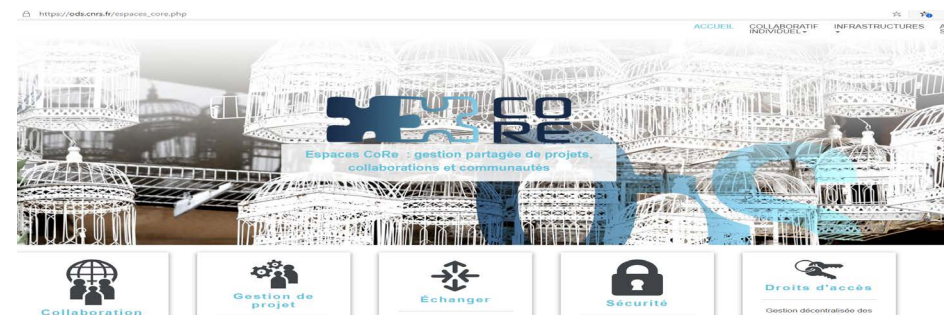 https://ods.cnrs.fr/espaces_core.php
ACCUEIL COLLABORATIF INFRASTRUCTURES
INDIVIDUEL
CO
RE
Espaces CoRe : gestion partagée de projets,
collaborations et communautés
ods
Collaboration
Gestion de
projet
Échanger
Sécurité
Droits d'accès
Gestion décentralisée des